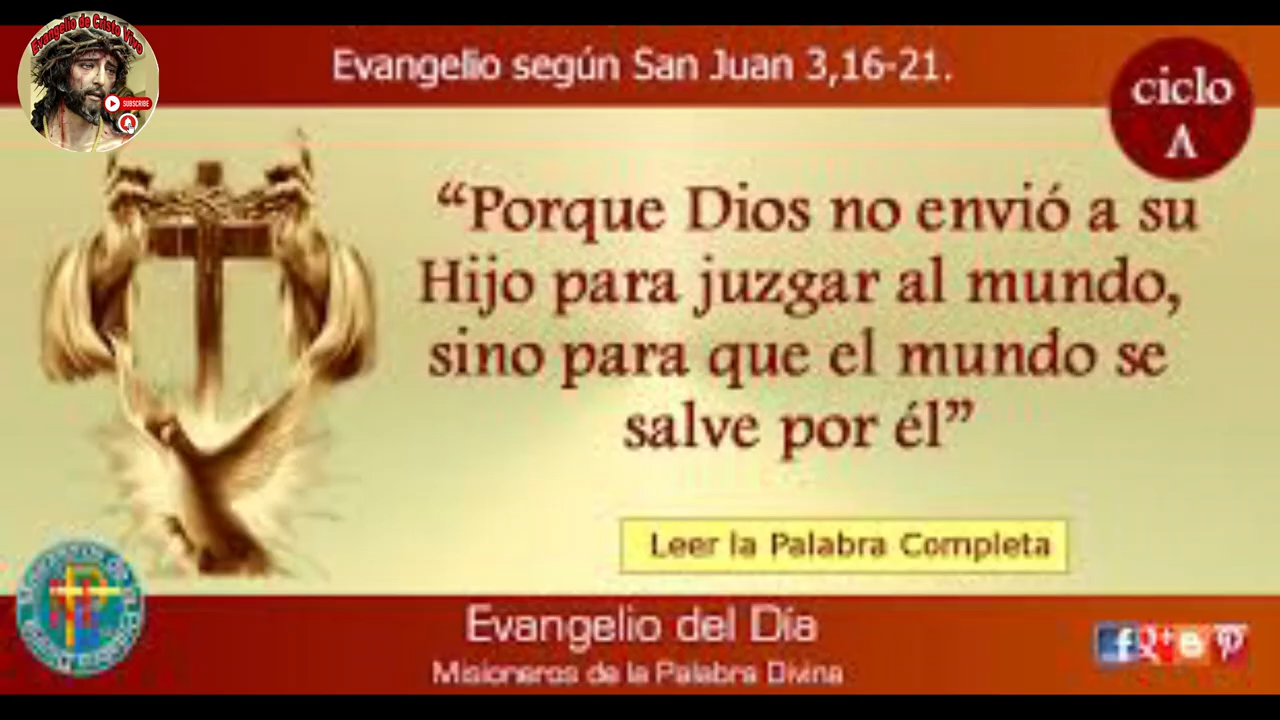 Evangelio de Cristo Vivo
SUBSCRIBE
Evangelio según San Juan 3,16-21.
ciclo
A
“Porque Dios no envió a su
Hijo para juzgar al mundo,
sino para que el mundo se
salve por él”
Leer la Palabra Completa
Evangelio del Día
Misioneros de la Palabra Divina